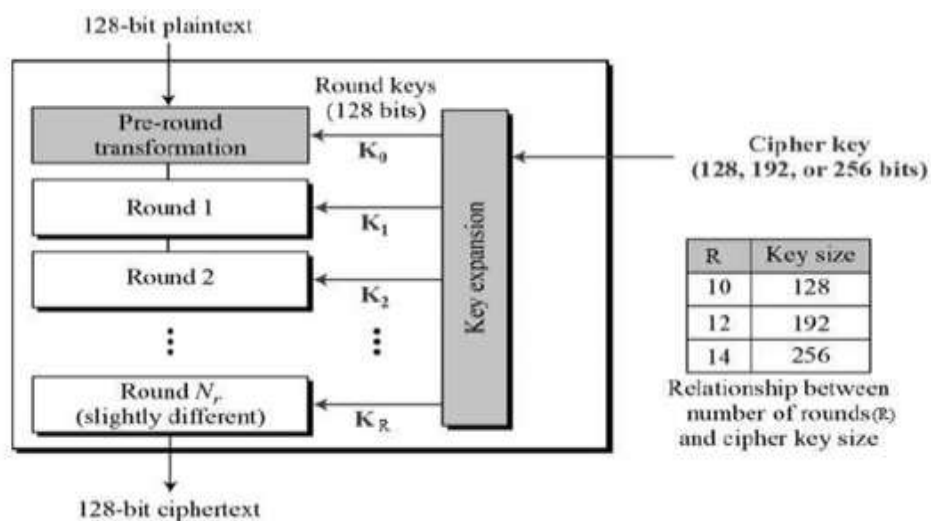 128-bit plaintext
Round keys
(128 bits)
Pre-round
transformation
K₀
Cipher key
(128, 192, or 256 bits)
Round 1
K₁
Round 2
K₂
Key expansion
R Key size
10 128
12 192
14 256
Relationship between
number of rounds(R)
and cipher key size
Round Nᵣ
(slightly different)
K R
128-bit ciphertext